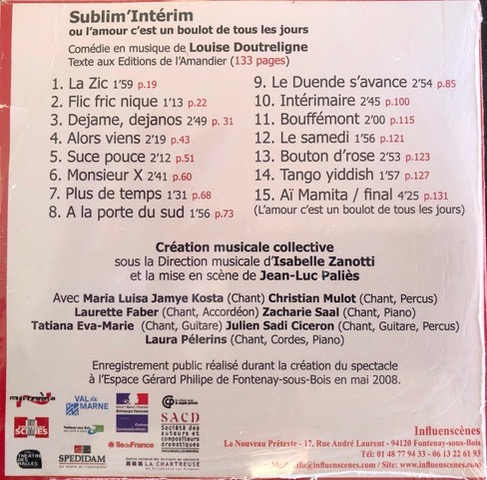 Sublim'Intérim
ou l'amour c'est un boulot de tous les jours
Comédie en musique de Louise Doutreligne
Texte aux Editions de l'Amandier (133 pages)
1. La Zic 1'59 p.19
2. Flic fric nique 1'13 p.22
3. Dejame, dejanos 2'49 p. 31
4. Alors viens 2'19 p.43
5. Suce pouce 2'12 p.51
6. Monsieur X 2'41 p.60
7. Plus de temps 1'31 p.68
8. A la porte du sud 1'56 p.73
9. Le Duende s'avance 2'54 p.85
10. Intérimaire 2'45 p.100
11. Bouffémont 2'00 p.115
12. Le samedi 1'56 p.121
13. Bouton d'rose 2'53 p.123
14. Tango yiddish 1'57 p.127
15. Aï Mamita / final 4'25 p.131
(L'amour c'est un boulot de tous les jours)
Création musicale collective
sous la Direction musicale d'Isabelle Zanotti
et la mise en scène de Jean-Luc Paliès
Avec Maria Luisa Jamye Kosta (Chant) Christian Mulot (Chant, Percus)
Laurette Faber (Chant, Accordéon) Zacharie Saal (Chant, Piano)
Tatiana Eva-Marie (Chant, Guitare) Julien Sadi Ciceron (Chant, Guitare, Percus)
Laura Pélerins (Chant, Cordes, Piano)
Enregistrement public réalisé durant la création du spectacle
à l'Espace Gérard Philipe de Fontenay-sous-Bois en mai 2008.
VAL DE MARNE
SACD
Société des auteurs et compositeurs dramatiques
îledeFrance
THEATRE DES HALLES
SPEDIDAM
LA CHARTREUSE
Influenscènes
Le Nouveau Prétexte - 17, Rue André Laurent - 94120 Fontenay-sous-Bois
Tél: 01 48 77 94 33 - 06 13 22 61 93
Mail: info@influenscenes.com / Site: www.influenscenes.com